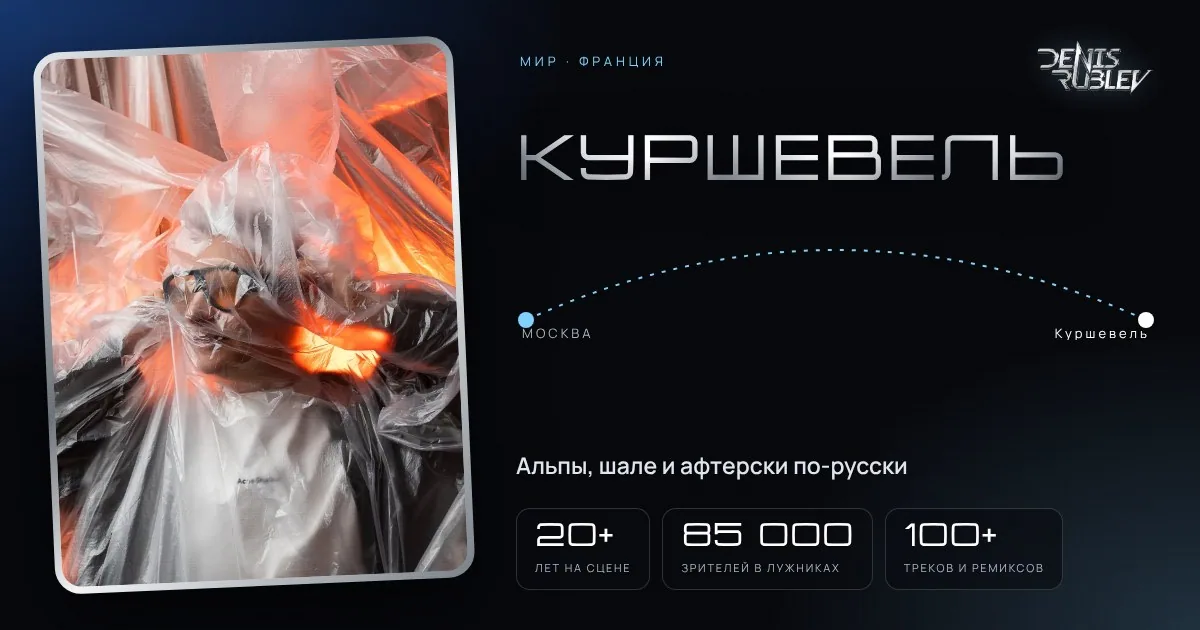 МИР · ФРАНЦИЯ
DENIS
RUBLEV
КУРШЕВЕЛЬ
МОСКВА
Куршевель
Альпы, шале и афтерски по-русски
20+
ЛЕТ НА СЦЕНЕ
85 000
ЗРИТЕЛЕЙ В ЛУЖНИКАХ
100+
ТРЕКОВ И РЕМИКСОВ